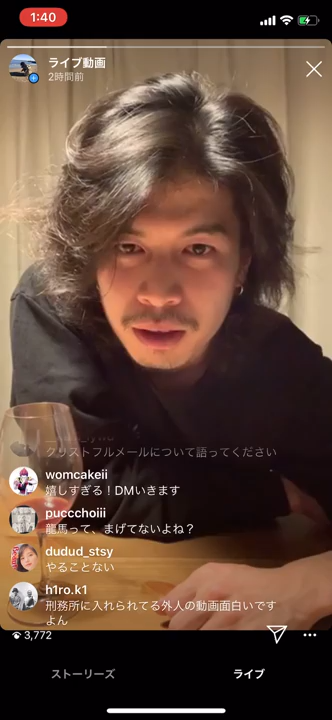 1:40
ライブ動画
2時間前
クリストフルメールについて語ってください
womcakeii
嬉しすぎる！DMいきます
puccchoiii
龍馬って、まげてないよね？
dudud_stsy
やることない
h1ro.k1
刑務所に入れられてる外人の動画面白いです
よん
3,772
ストーリーズ
ライブ